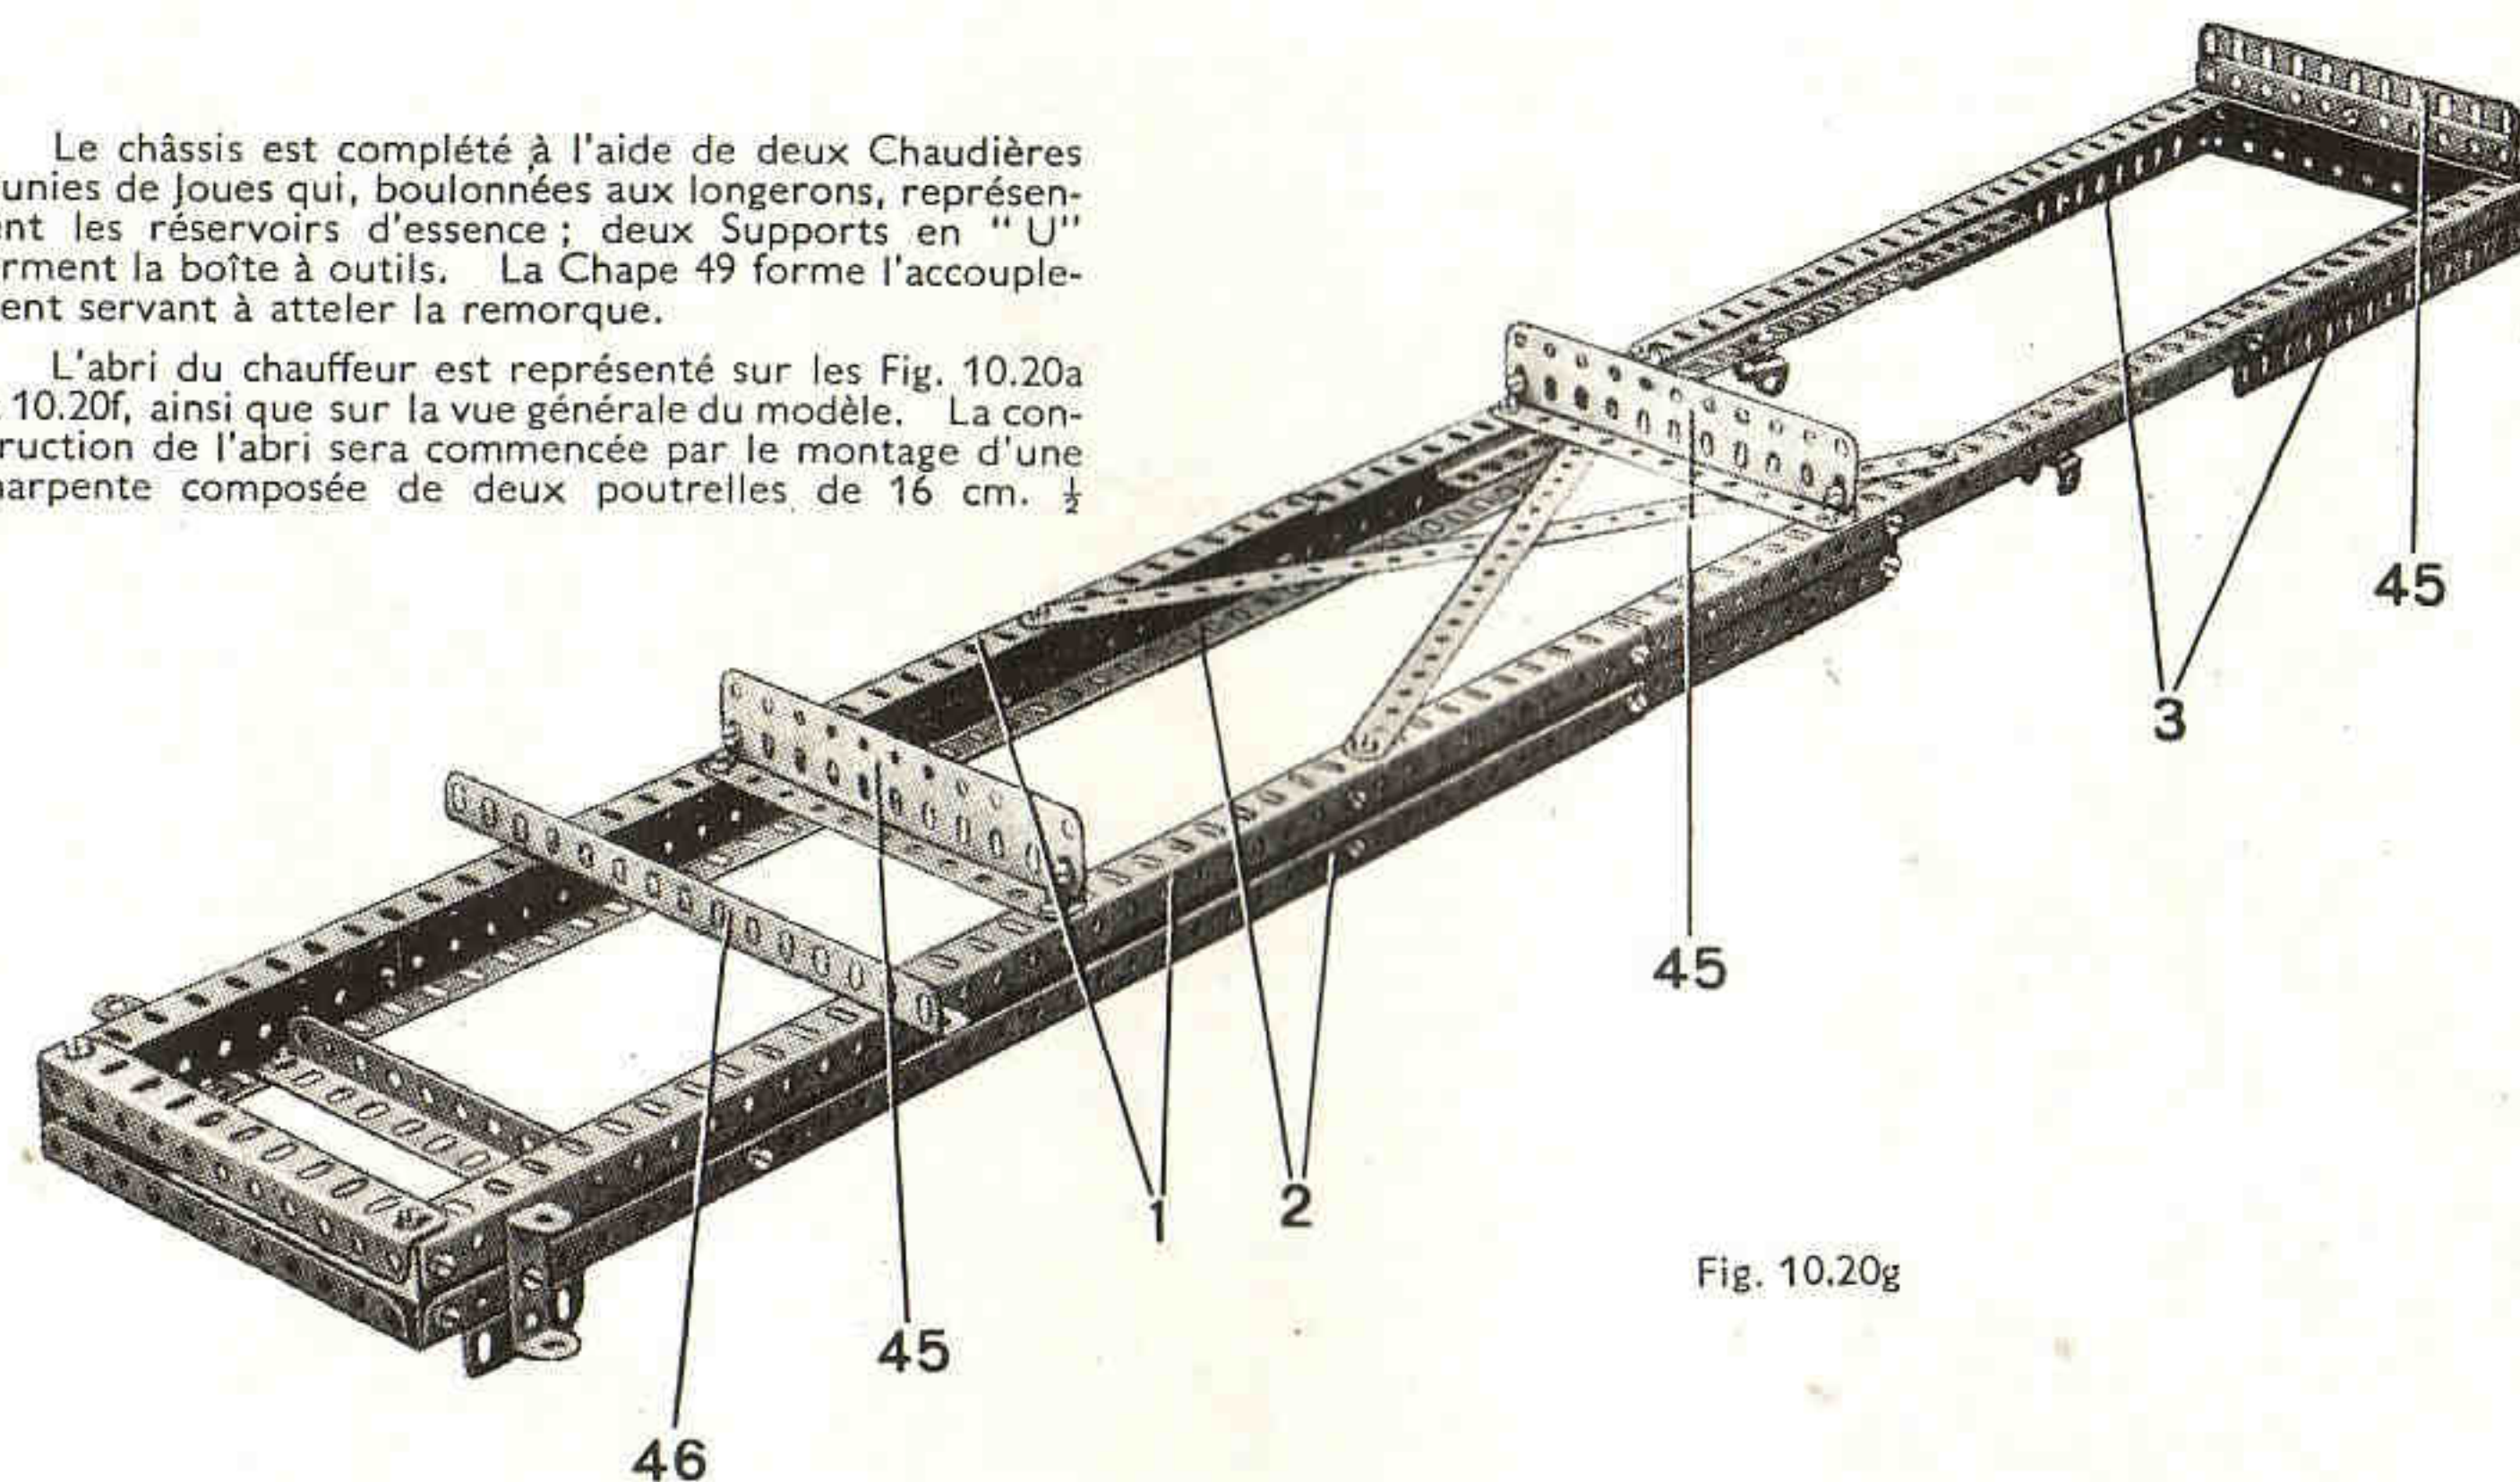 Le châssis est complété à l'aide de deux Chaudières
unies de Joues qui, boulonnées aux longerons, représen-
nt les réservoirs d'essence ; deux Supports en "U"
rment la boîte à outils. La Chape 49 forme l'accouple-
ent servant à atteler la remorque.
L'abri du chauffeur est représenté sur les Fig. 10.20a
10.20f, ainsi que sur la vue générale du modèle. La con-
ruction de l'abri sera commencée par le montage d'une
arpente composée de deux poutrelles de 16 cm. ½
45
3
45
1
2
45
46
Fig. 10.20g